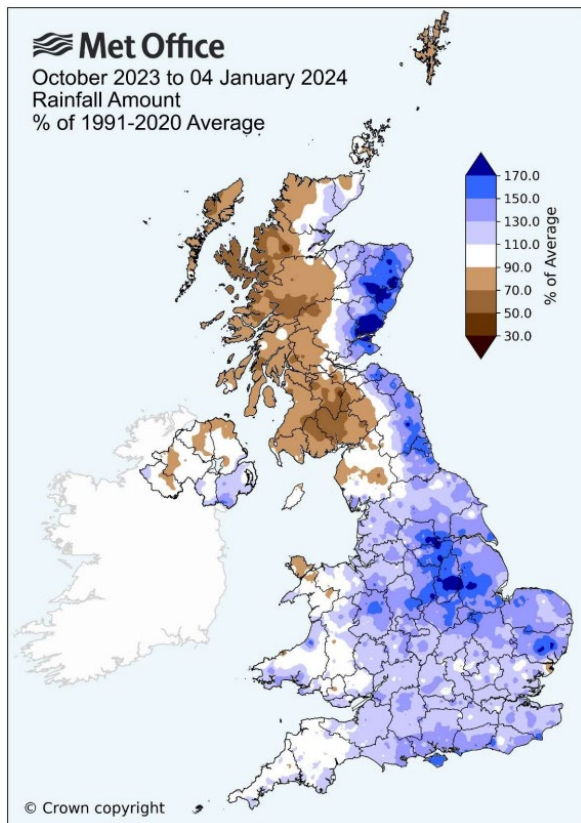 Met Office
October 2023 to 04 January 2024
Rainfall Amount
% of 1991-2020 Average
170.0
150.0
130.0
110.0
90.0
70.0
50.0
30.0
% of Average
© Crown copyright